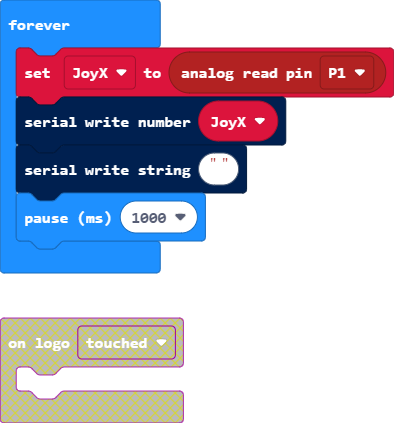 forever
set JoyX to analog read pin P1
serial write number JoyX
serial write string " "
pause (ms) 1000
on logo touched